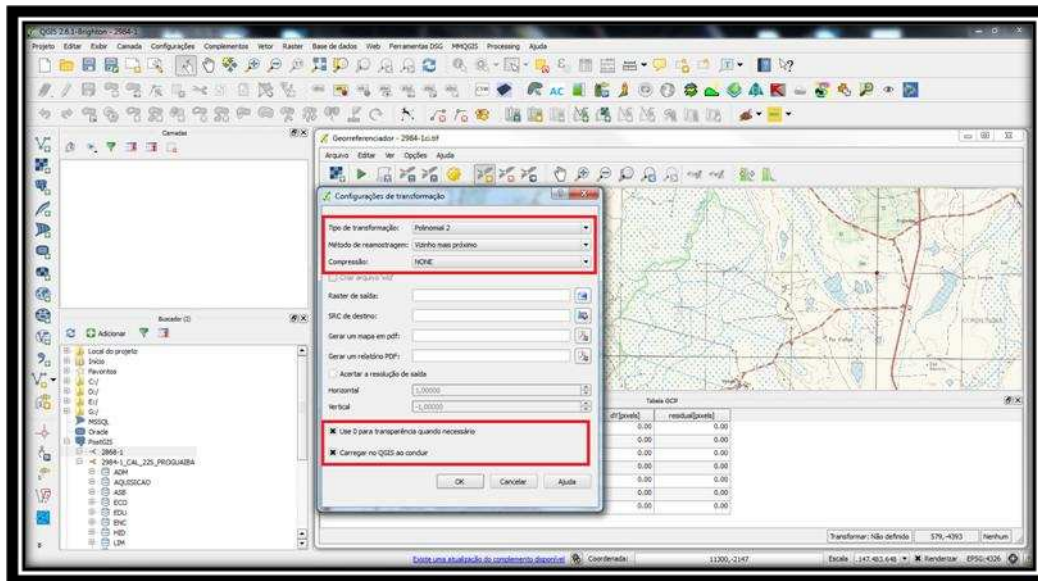 QGIS 2.6.1-Brighton - 2984-1
Projeto Editar Exibir Camada Configurações Complementos Vetor Raster Base de dados Web Ferramentas DSG MMQGIS Processing Ajuda
Camadas
Georreferenciador - 2984-1ci.tif
Arquivo Editar Ver Opções Ajuda
Configurações de transformação
Tipo de transformação: Polinomial 2
Método de reamostragem: Vizinho mais próximo
Compressão: NONE
Criar arquivo
Raster de saída:
SRC de destino:
Gerar um mapa em pdf:
Gerar um relatório PDF:
Acertar a resolução de saída
Horizontal 1,00000
Vertical -1,00000
Use 0 para transparência quando necessário
Carregar no QGIS ao concluir
OK Cancelar Ajuda
Buscador (2)
Adicionar
Local do projeto
Início
Favoritos
C:/
D:/
E:/
G:/
MSSQL
Oracle
PostGIS
2868-1
2984-1_CAL_225_PROGUAIBA
ADM
AQUISICAO
ASB
ECO
EDU
ENC
HID
LIM
Tabela GCP
dY[pixels] residual[pixels]
0.00 0.00
0.00 0.00
0.00 0.00
0.00 0.00
0.00 0.00
0.00 0.00
0.00 0.00
Transformar: Não definido 579,-4393 Nenhum
Existe uma atualização do complemento disponível Coordenada: 11300,-2147 Escala 1:47.483.648 Renderizar EPSG:4326